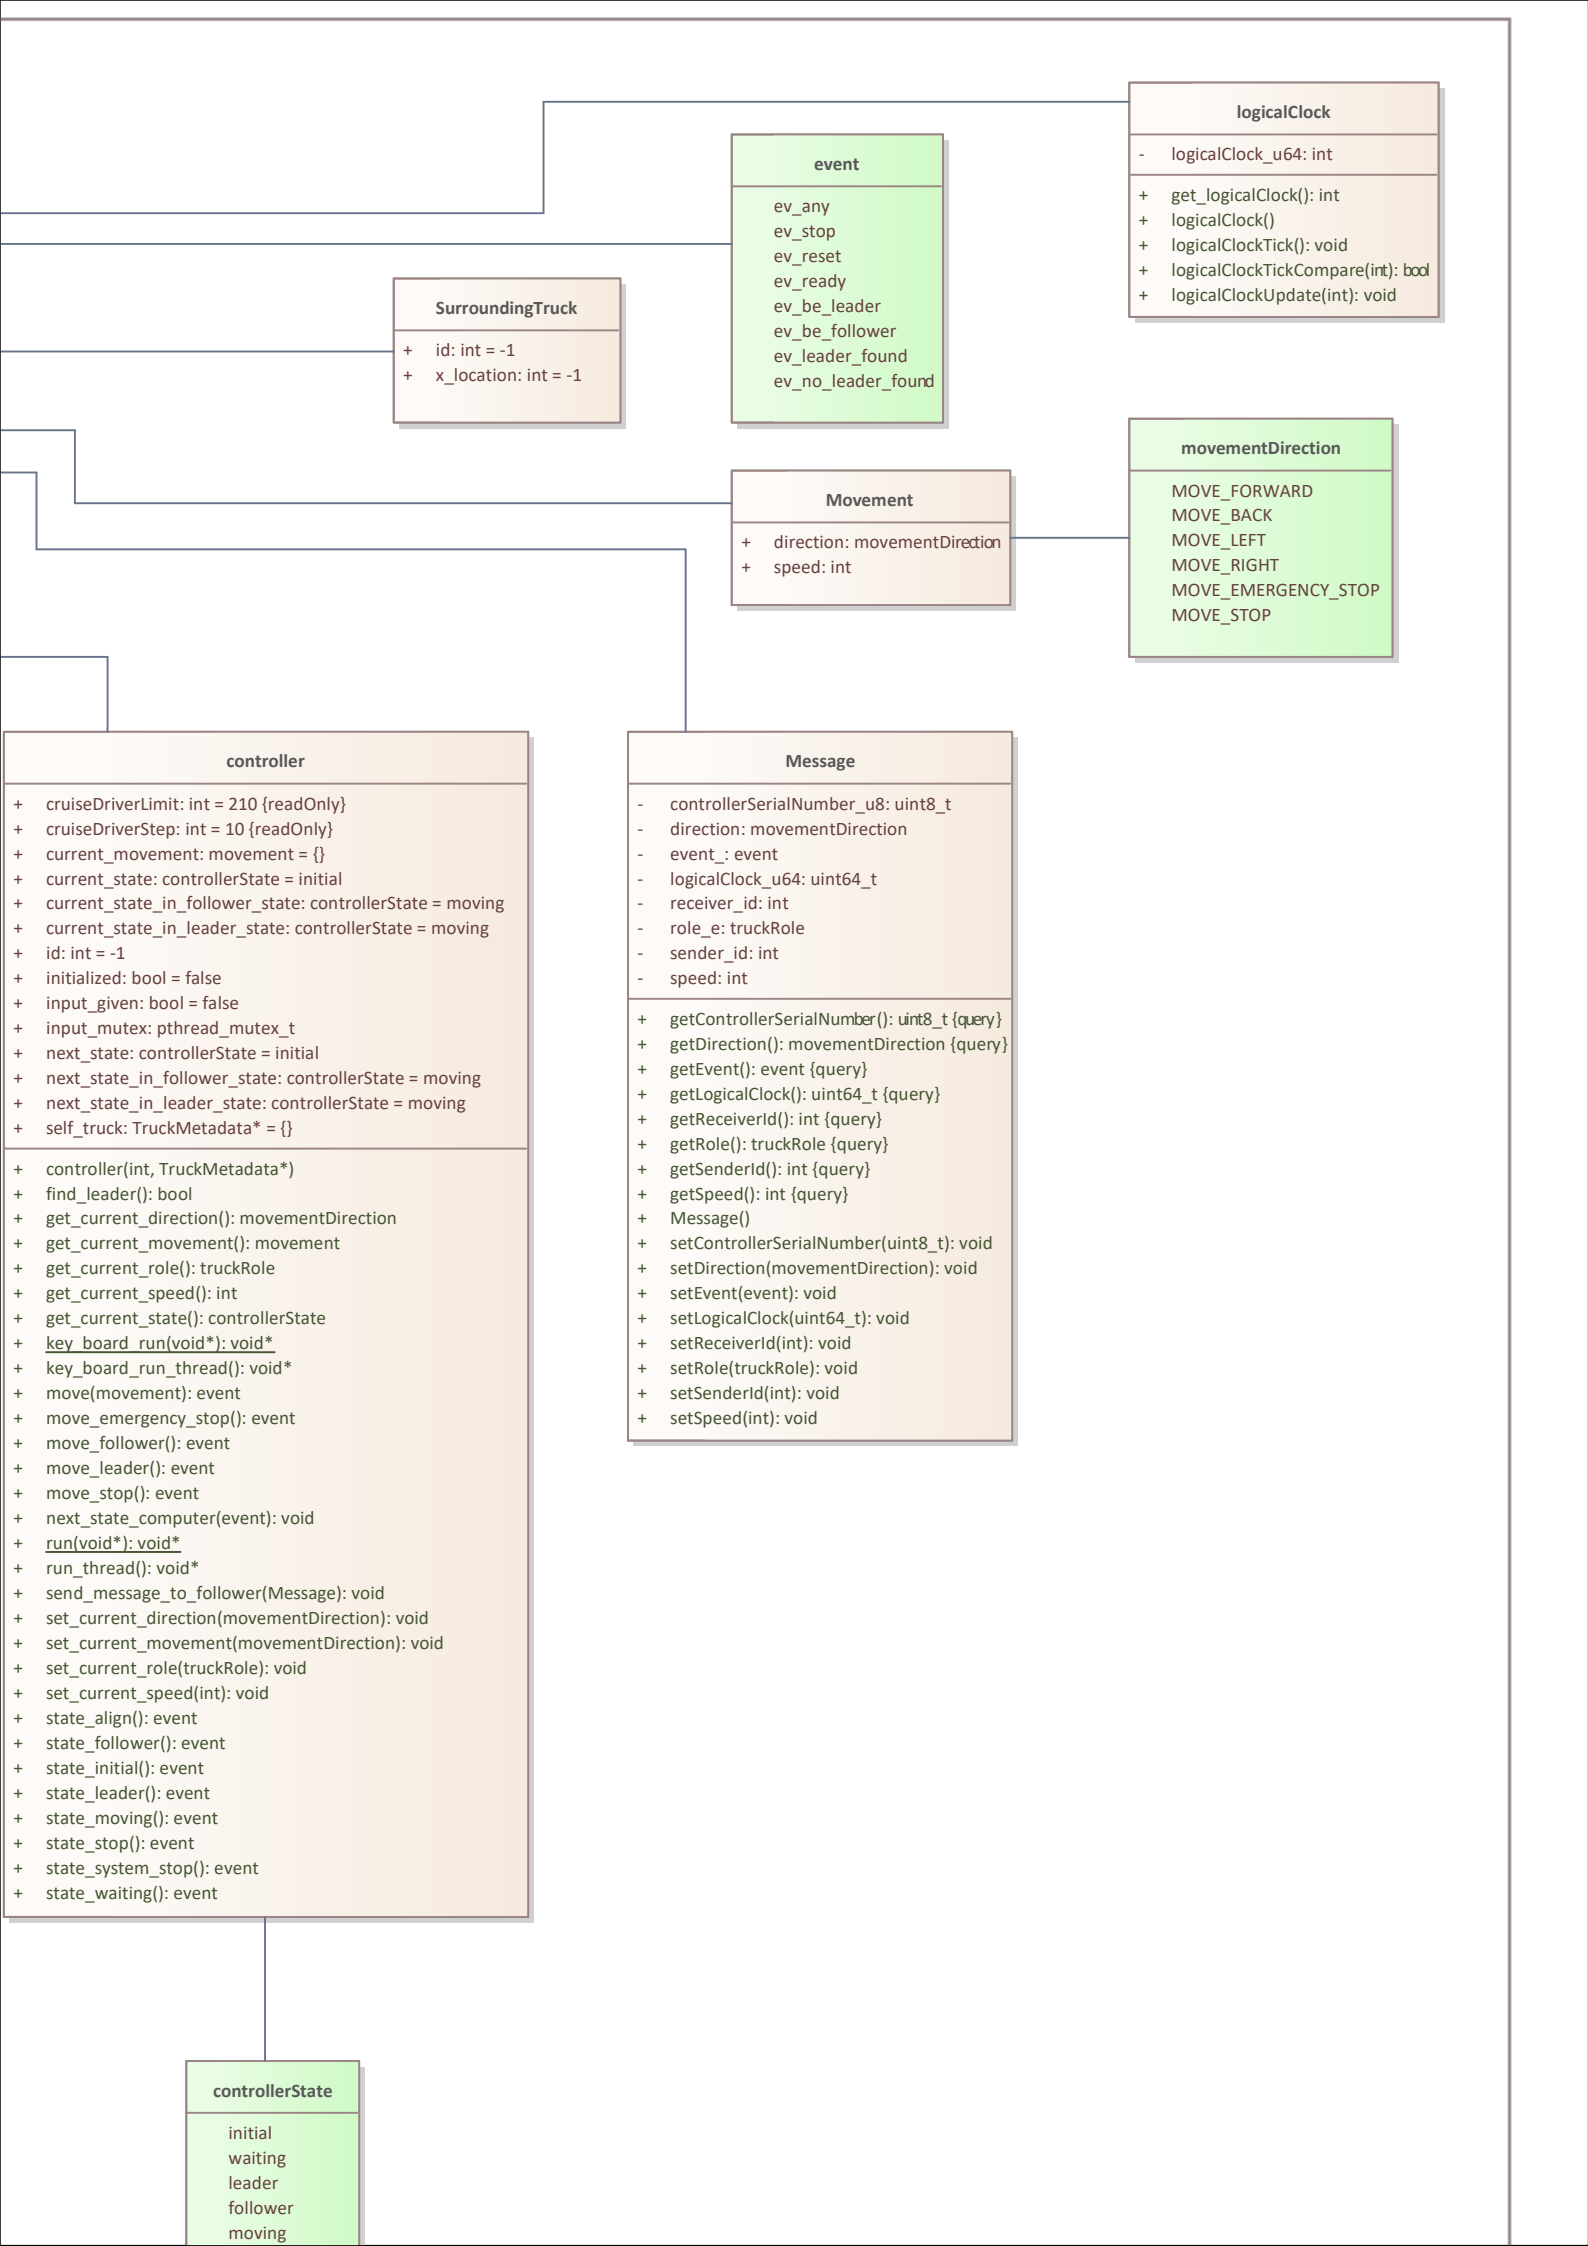 logicalClock
- logicalClock_u64: int
+ get_logicalClock(): int
+ logicalClock()
+ logicalClockTick(): void
+ logicalClockTickCompare(int): bool
+ logicalClockUpdate(int): void
event
ev_any
ev_stop
ev_reset
ev_ready
ev_be_leader
ev_be_follower
ev_leader_found
ev_no_leader_found
SurroundingTruck
+ id: int = -1
+ x_location: int = -1
movementDirection
MOVE_FORWARD
MOVE_BACK
MOVE_LEFT
MOVE_RIGHT
MOVE_EMERGENCY_STOP
MOVE_STOP
Movement
+ direction: movementDirection
+ speed: int
controller
+ cruiseDriverLimit: int = 210 {readOnly}
+ cruiseDriverStep: int = 10 {readOnly}
+ current_movement: movement = {}
+ current_state: controllerState = initial
+ current_state_in_follower_state: controllerState = moving
+ current_state_in_leader_state: controllerState = moving
+ id: int = -1
+ initialized: bool = false
+ input_given: bool = false
+ input_mutex: pthread_mutex_t
+ next_state: controllerState = initial
+ next_state_in_follower_state: controllerState = moving
+ next_state_in_leader_state: controllerState = moving
+ self_truck: TruckMetadata* = {}
+ controller(int, TruckMetadata*)
+ find_leader(): bool
+ get_current_direction(): movementDirection
+ get_current_movement(): movement
+ get_current_role(): truckRole
+ get_current_speed(): int
+ get_current_state(): controllerState
+ key_board_run(void*): void*
+ key_board_run_thread(): void*
+ move(movement): event
+ move_emergency_stop(): event
+ move_follower(): event
+ move_leader(): event
+ move_stop(): event
+ next_state_computer(event): void
+ run(void*): void*
+ run_thread(): void*
+ send_message_to_follower(Message): void
+ set_current_direction(movementDirection): void
+ set_current_movement(movementDirection): void
+ set_current_role(truckRole): void
+ set_current_speed(int): void
+ state_align(): event
+ state_follower(): event
+ state_initial(): event
+ state_leader(): event
+ state_moving(): event
+ state_stop(): event
+ state_system_stop(): event
+ state_waiting(): event
Message
- controllerSerialNumber_u8: uint8_t
- direction: movementDirection
- event_: event
- logicalClock_u64: uint64_t
- receiver_id: int
- role_e: truckRole
- sender_id: int
- speed: int
+ getControllerSerialNumber(): uint8_t {query}
+ getDirection(): movementDirection {query}
+ getEvent(): event {query}
+ getLogicalClock(): uint64_t {query}
+ getReceiverId(): int {query}
+ getRole(): truckRole {query}
+ getSenderId(): int {query}
+ getSpeed(): int {query}
+ Message()
+ setControllerSerialNumber(uint8_t): void
+ setDirection(movementDirection): void
+ setEvent(event): void
+ setLogicalClock(uint64_t): void
+ setReceiverId(int): void
+ setRole(truckRole): void
+ setSenderId(int): void
+ setSpeed(int): void
controllerState
initial
waiting
leader
follower
moving